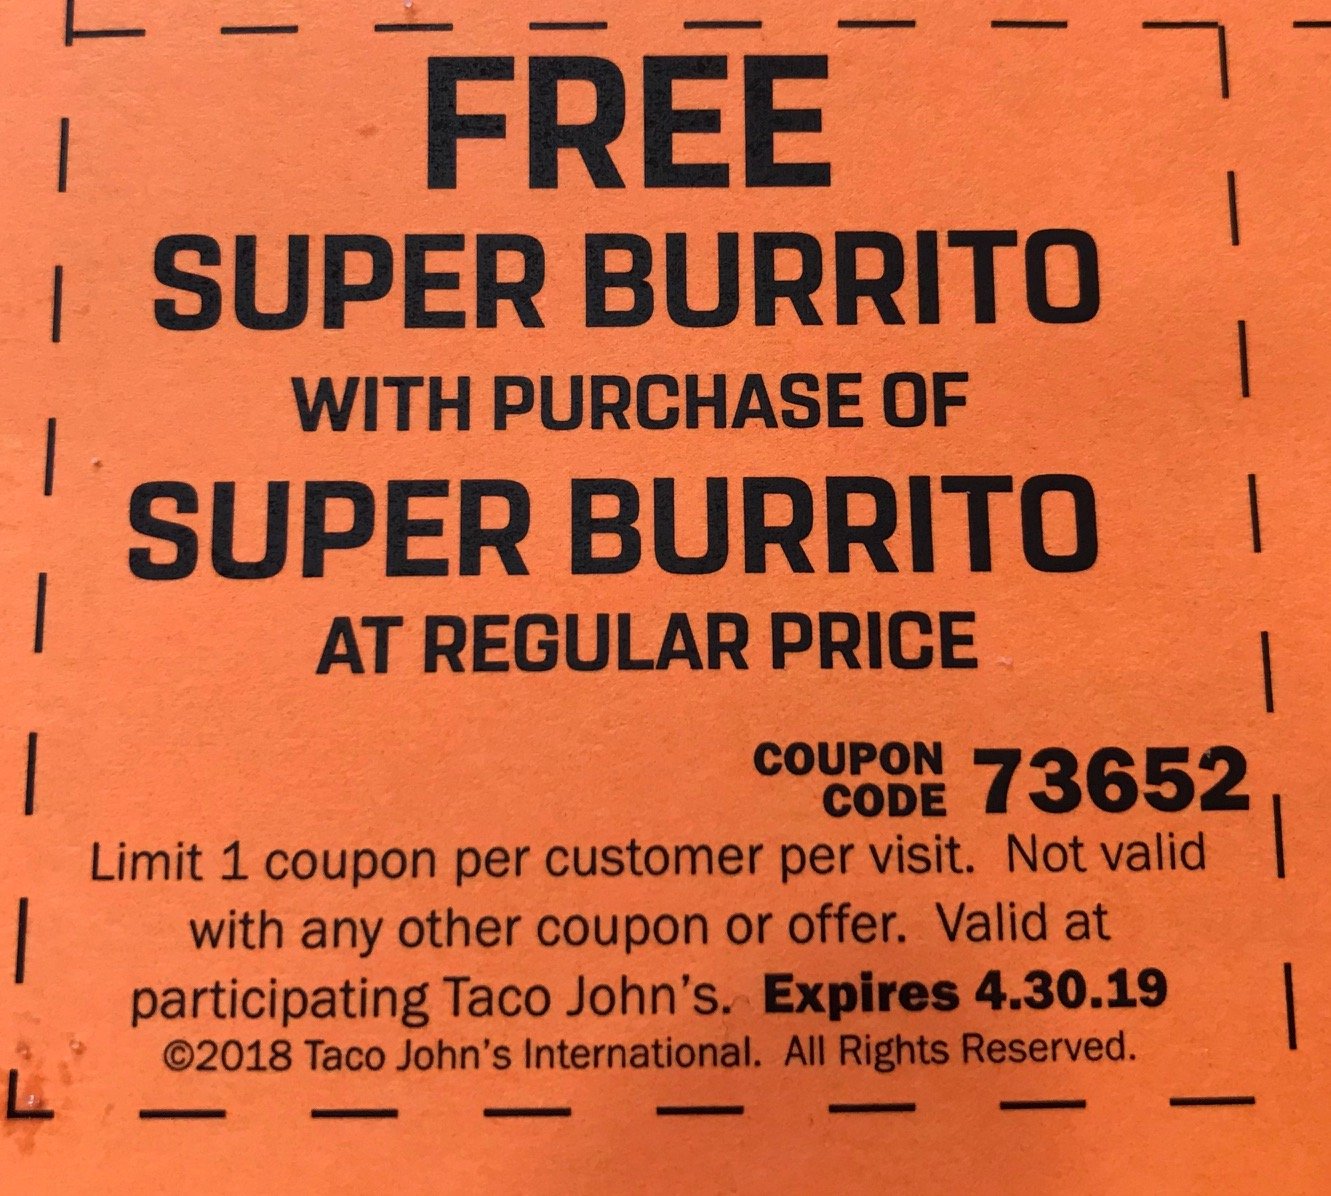 FREE
SUPER BURRITO
WITH PURCHASE OF
SUPER BURRITO
AT REGULAR PRICE
COUPON
CODE 73652
Limit 1 coupon per customer per visit.  Not valid
with any other coupon or offer.  Valid at
participating Taco John's.  Expires 4.30.19
©2018 Taco John's International.  All Rights Reserved.